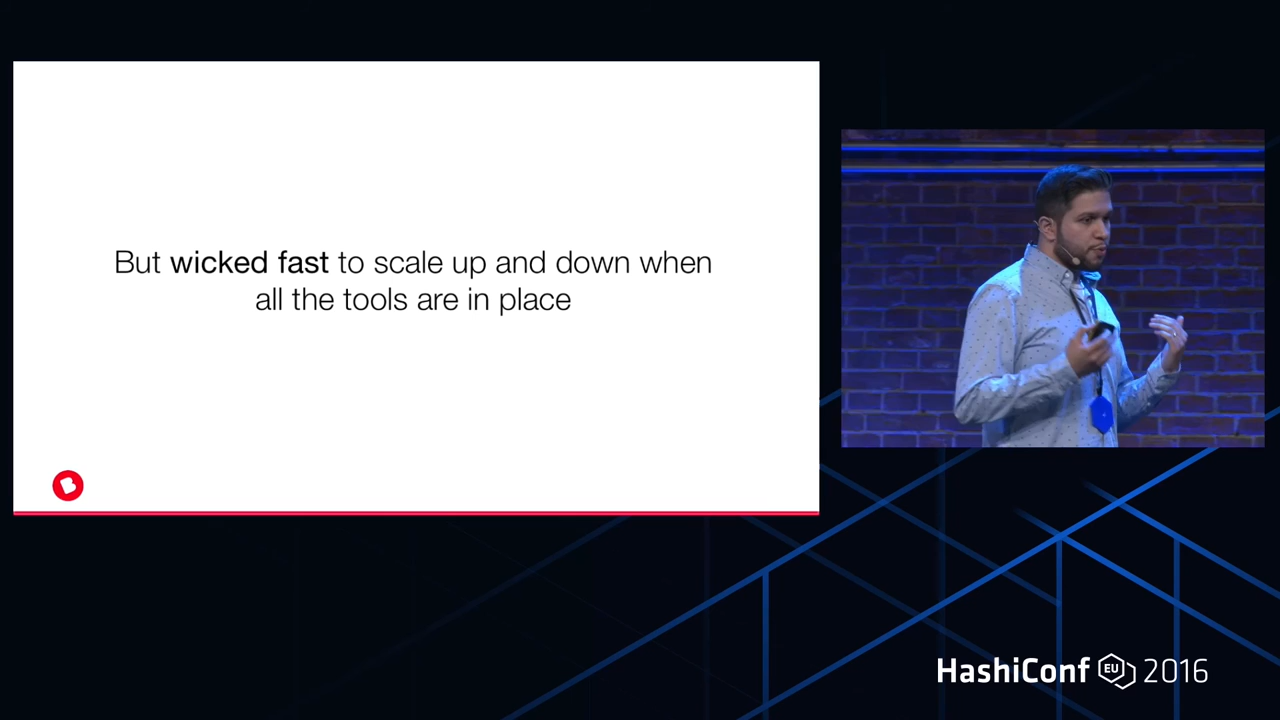 But wicked fast to scale up and down when
all the tools are in place
HashiConf EU 2016